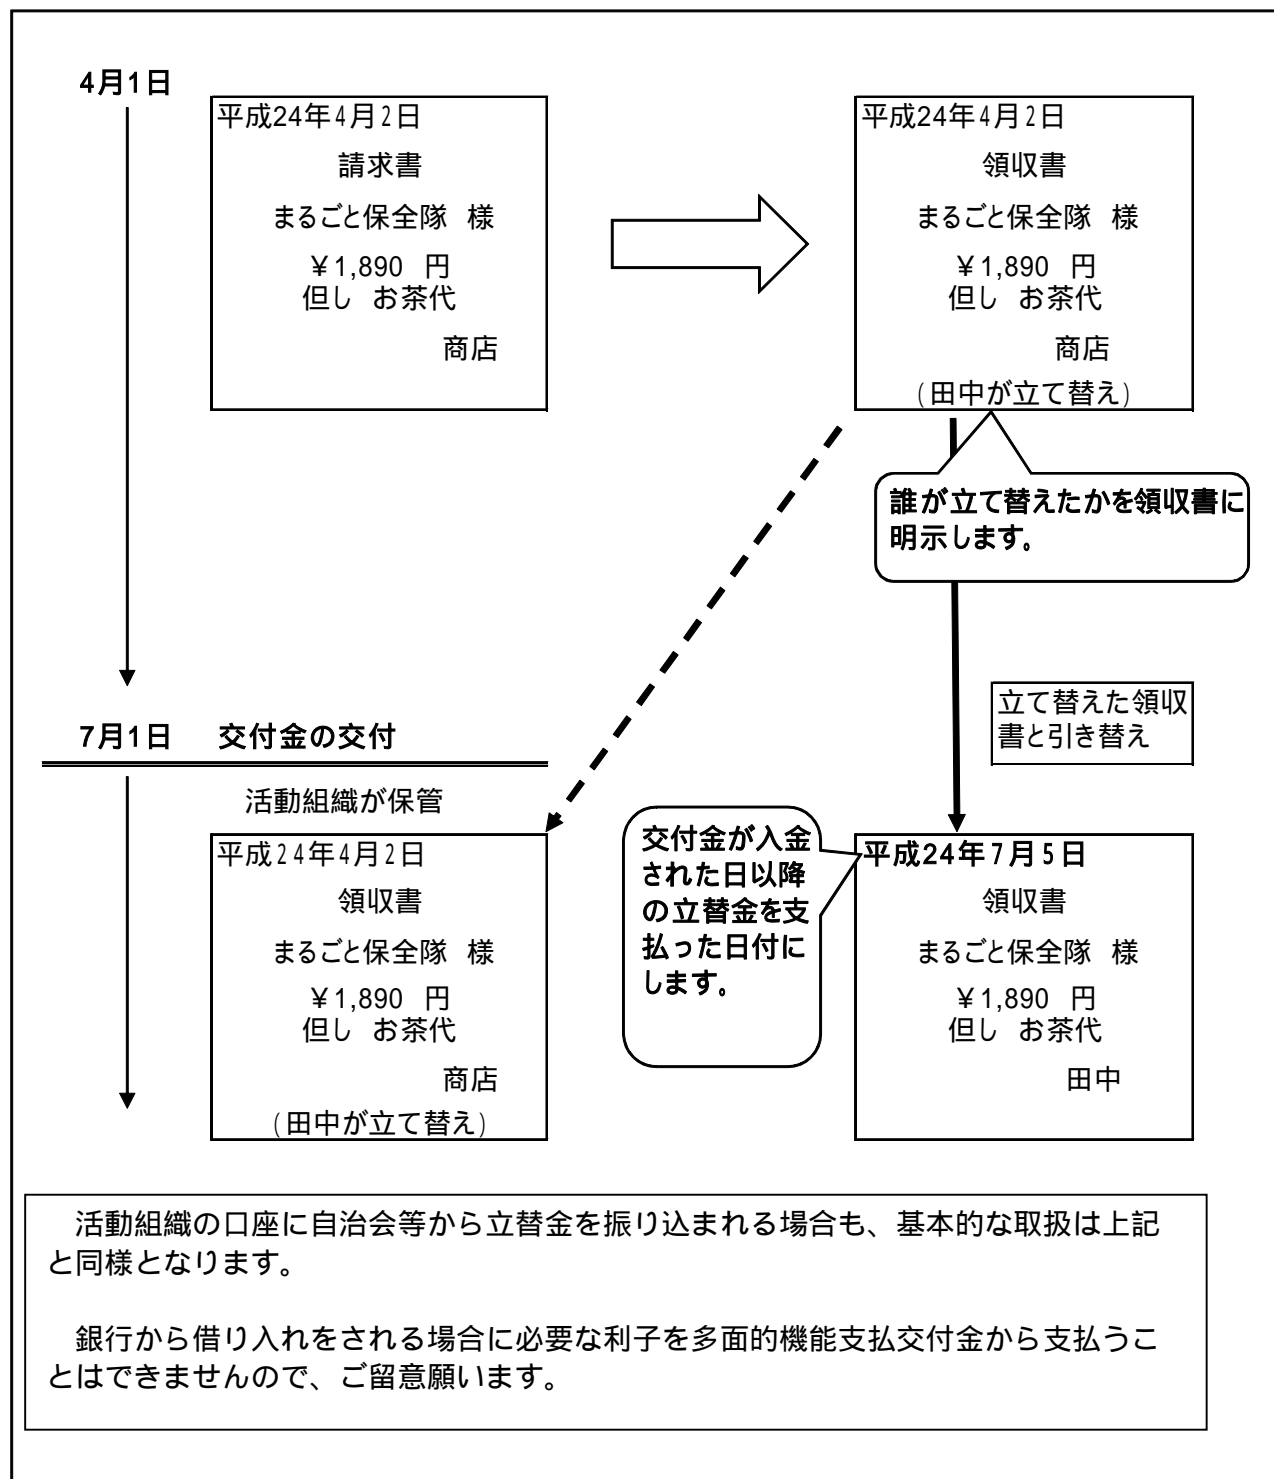 4月1日
平成24年4月2日
請求書
まるごと保全隊 様
￥1,890 円
但し お茶代
商店
平成24年4月2日
領収書
まるごと保全隊 様
￥1,890 円
但し お茶代
商店
(田中が立て替え)
誰が立て替えたかを領収書に
明示します。
立て替えた領収
書と引き替え
7月1日 交付金の交付
活動組織が保管
平成24年4月2日
領収書
まるごと保全隊 様
￥1,890 円
但し お茶代
商店
(田中が立て替え)
交付金が入金
された日以降
の立替金を支
払った日付に
します。
平成24年7月5日
領収書
まるごと保全隊 様
￥1,890 円
但し お茶代
田中
活動組織の口座に自治会等から立替金を振り込まれる場合も、基本的な取扱は上記
と同様となります。
銀行から借り入れをされる場合に必要な利子を多面的機能支払交付金から支払うこ
とはできませんので、ご留意願います。